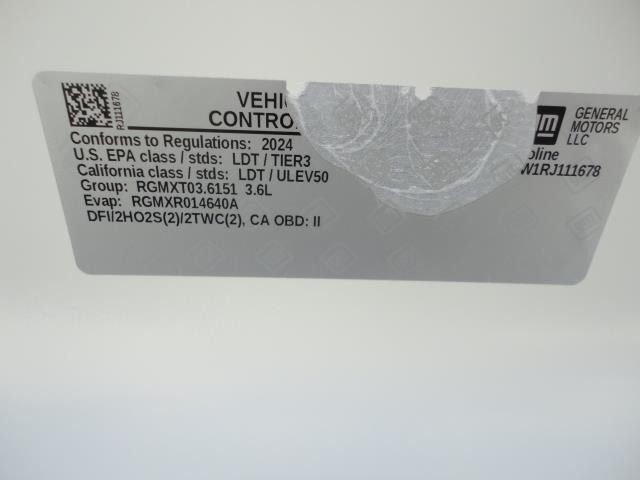 RJ111678
VEHI
CONTRO
GENERAL
MOTORS
LLC
Conforms to Regulations: 2024
U.S. EPA class / stds: LDT / TIER3
oline
California class / stds: LDT / ULEV50
W1RJ111678
Group: RGMXT03.6151 3.6L
Evap: RGMXR014640A
DFI/2HO2S(2)/2TWC(2), CA OBD: II